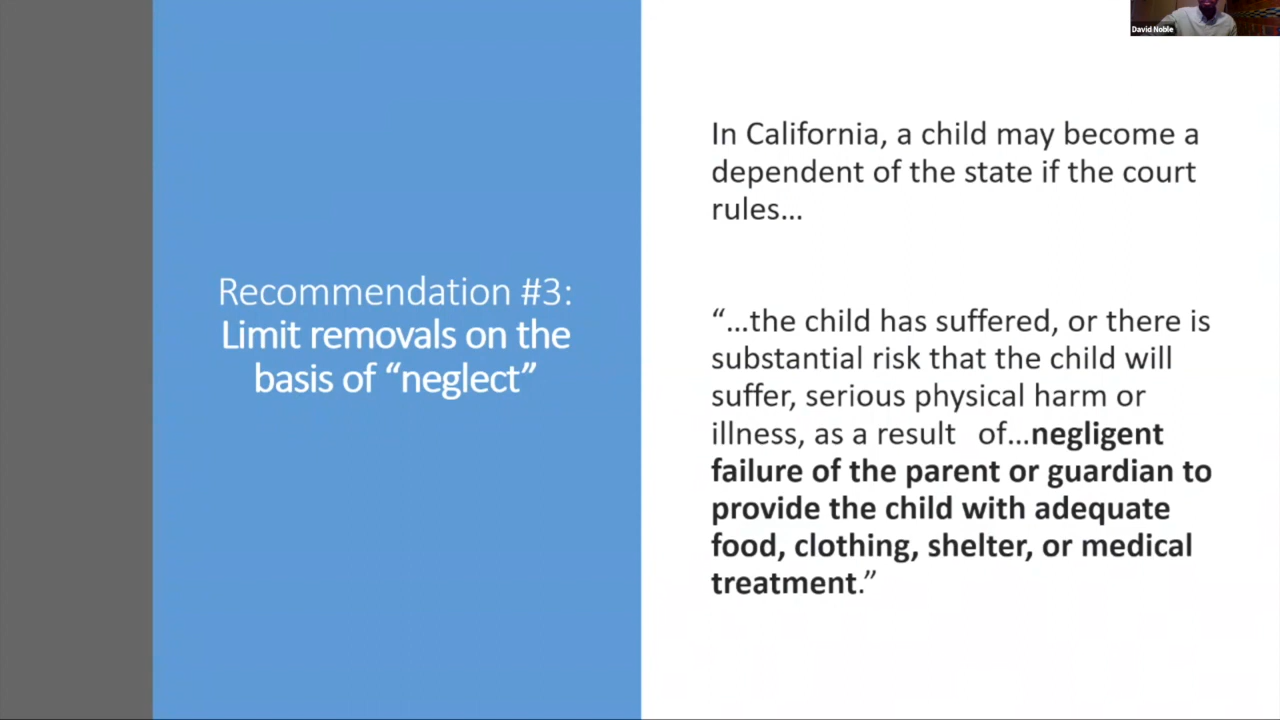 David Noble
Recommendation #3:
Limit removals on the
basis of “neglect”
In California, a child may become a
dependent of the state if the court
rules…
“…the child has suffered, or there is
substantial risk that the child will
suffer, serious physical harm or
illness, as a result of…negligent
failure of the parent or guardian to
provide the child with adequate
food, clothing, shelter, or medical
treatment.”